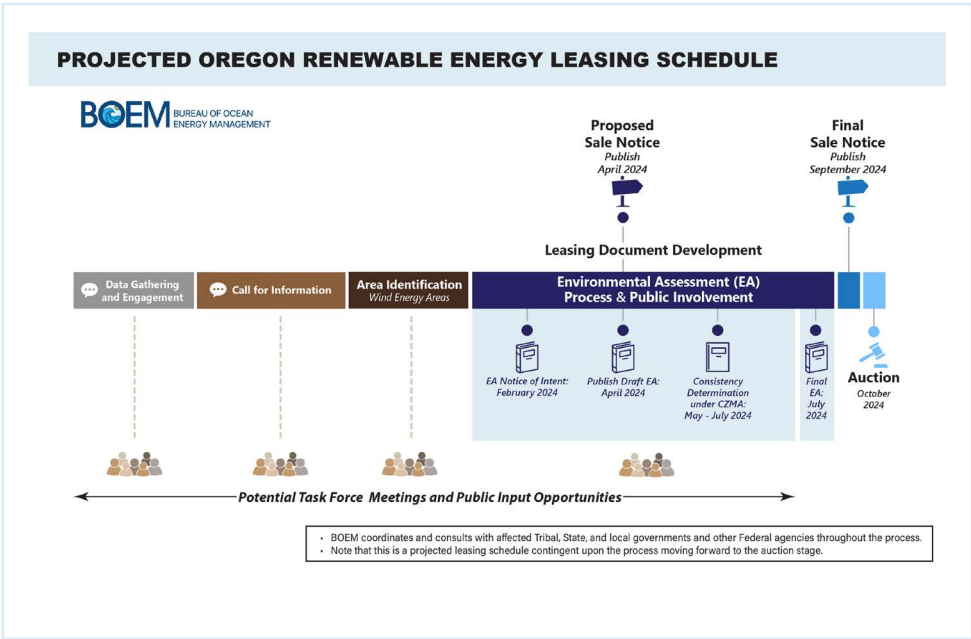 PROJECTED OREGON RENEWABLE ENERGY LEASING SCHEDULE
BOEM
BUREAU OF OCEAN
ENERGY MANAGEMENT
Proposed
Sale Notice
Publish
April 2024
Final
Sale Notice
Publish
September 2024
Leasing Document Development
Data Gathering
and Engagement
Call for Information
Area Identification
Wind Energy Areas
Environmental Assessment (EA)
Process & Public Involvement
EA Notice of Intent:
February 2024
Publish Draft EA:
April 2024
Consistency
Determination
under CZMA:
May - July 2024
Final
EA:
July
2024
Auction
October
2024
Potential Task Force Meetings and Public Input Opportunities
• BOEM coordinates and consults with affected Tribal, State, and local governments and other Federal agencies throughout the process.
• Note that this is a projected leasing schedule contingent upon the process moving forward to the auction stage.